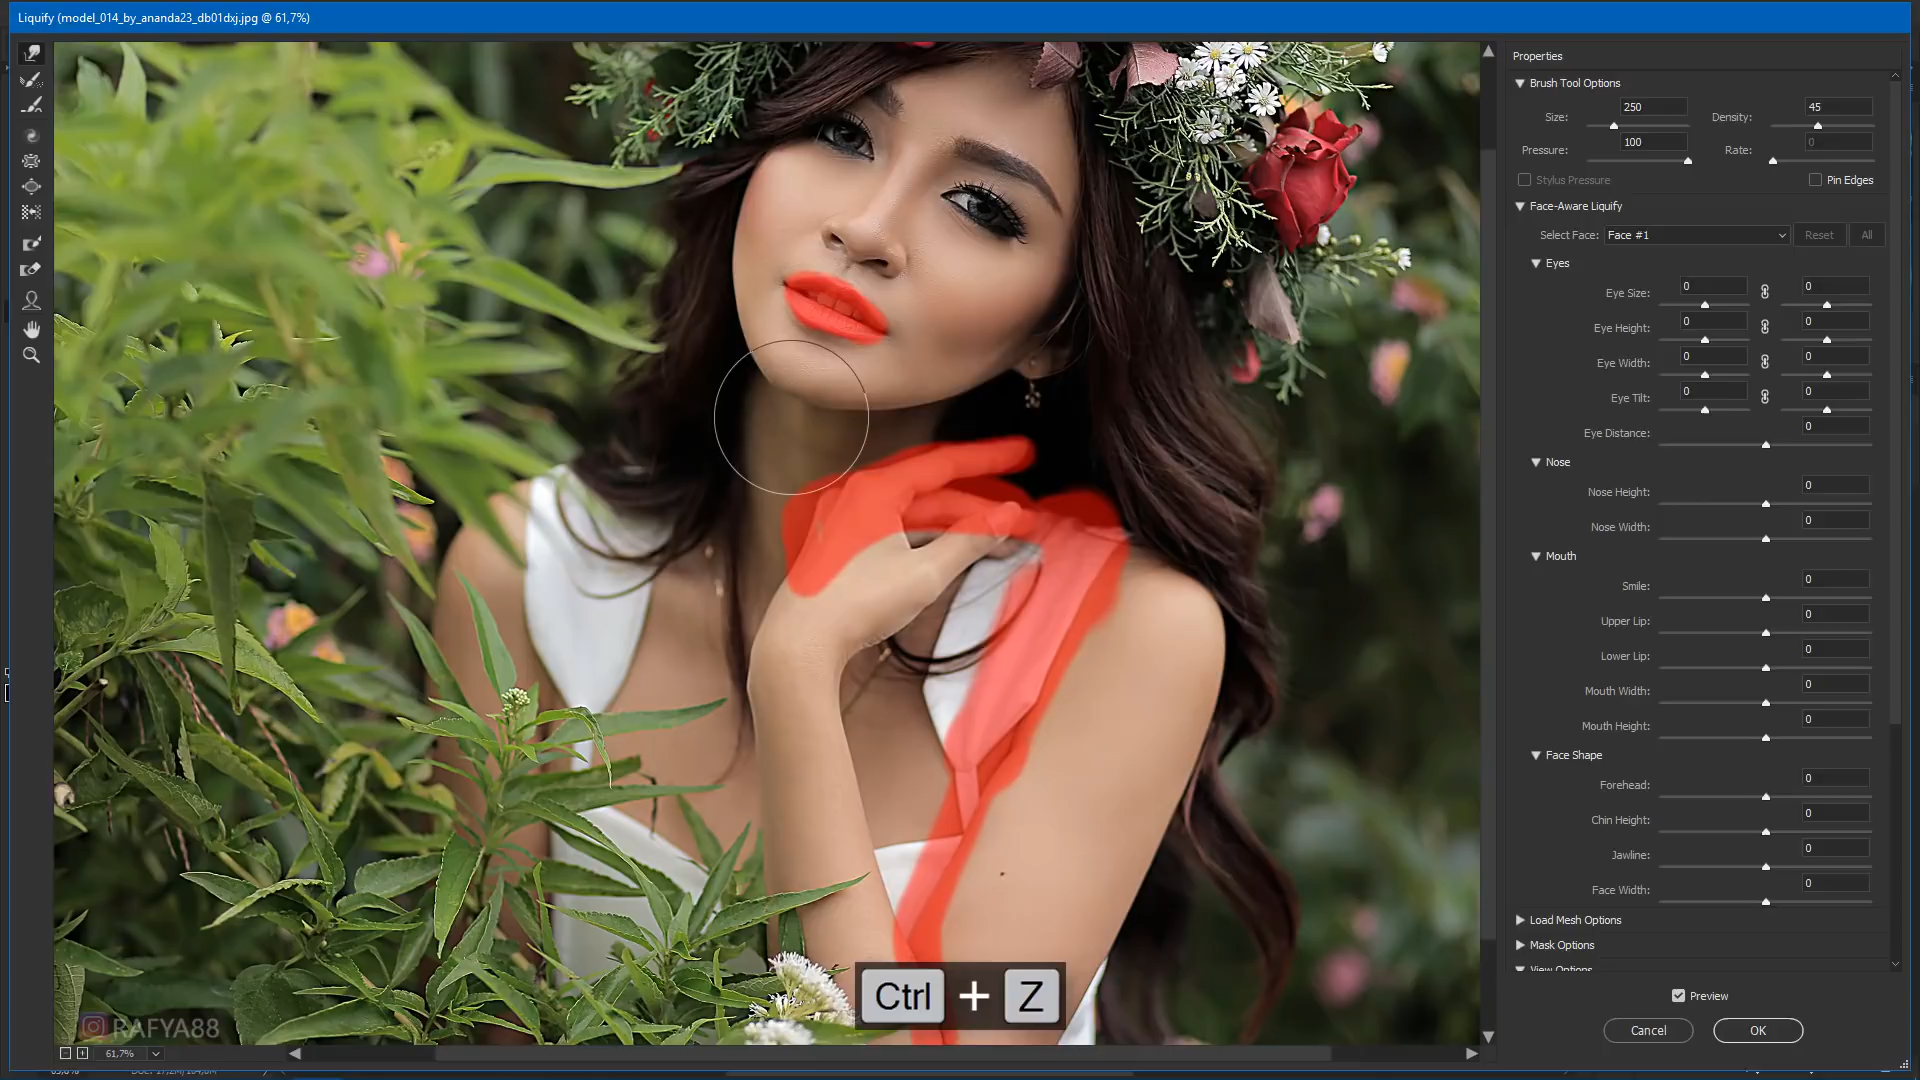 Liquify (model_014_by_ananda23_db01dxj.jpg @ 61,7%)
Properties
Brush Tool Options
Size: 250 Density: 45
Pressure: 100 Rate: 0
Stylus Pressure Pin Edges
Face-Aware Liquify
Select Face: Face #1 Reset All
Eyes
Eye Size: 0 0
Eye Height: 0 0
Eye Width: 0 0
Eye Tilt: 0 0
Eye Distance: 0
Nose
Nose Height: 0
Nose Width: 0
Mouth
Smile: 0
Upper Lip: 0
Lower Lip: 0
Mouth Width: 0
Mouth Height: 0
Face Shape
Forehead: 0
Chin Height: 0
Jawline: 0
Face Width: 0
Load Mesh Options
Mask Options
View Options
Preview
Cancel OK
Ctrl + Z
RAFYA88
61,7%